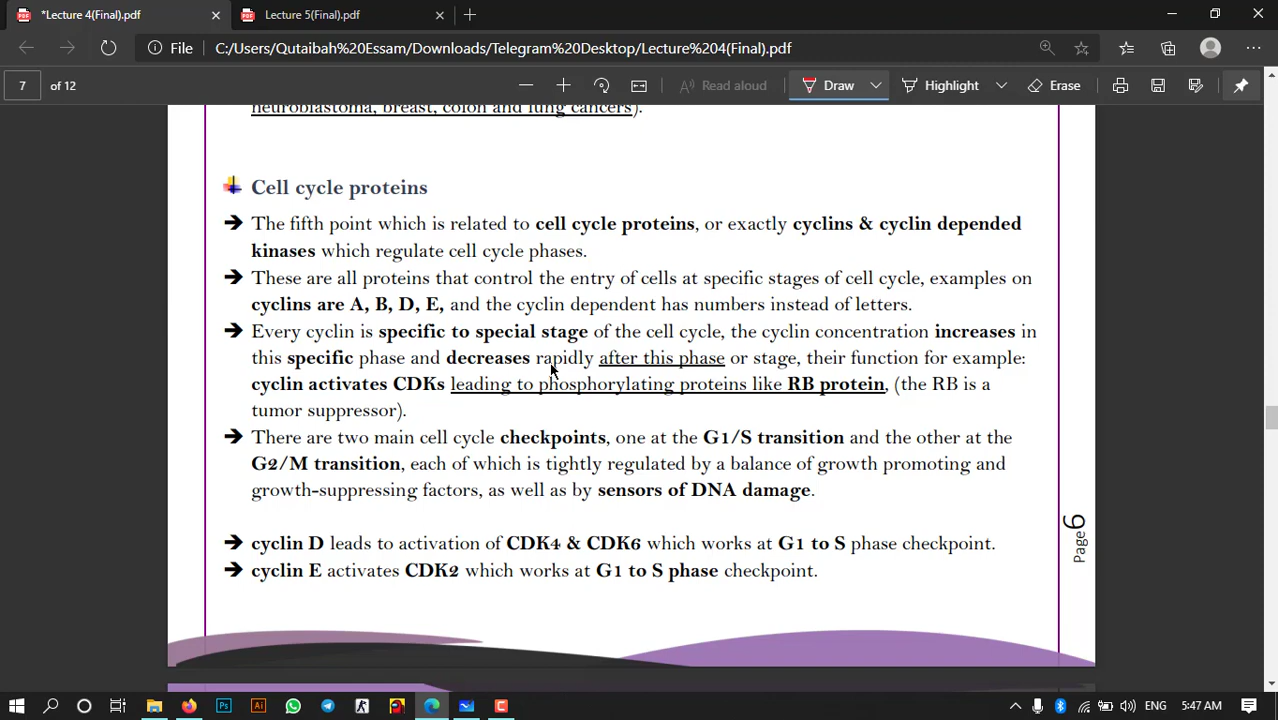 *Lecture 4(Final).pdf
Lecture 5(Final).pdf
File C:/Users/Qutaibah%20Essam/Downloads/Telegram%20Desktop/Lecture%204(Final).pdf
7 of 12 Read aloud Draw Highlight Erase
neuroblastoma, breast, colon and lung cancers).
Cell cycle proteins
The fifth point which is related to cell cycle proteins, or exactly cyclins & cyclin depended
kinases which regulate cell cycle phases.
These are all proteins that control the entry of cells at specific stages of cell cycle, examples on
cyclins are A, B, D, E, and the cyclin dependent has numbers instead of letters.
Every cyclin is specific to special stage of the cell cycle, the cyclin concentration increases in
this specific phase and decreases rapidly after this phase or stage, their function for example:
cyclin activates CDKs leading to phosphorylating proteins like RB protein, (the RB is a
tumor suppressor).
There are two main cell cycle checkpoints, one at the G1/S transition and the other at the
G2/M transition, each of which is tightly regulated by a balance of growth promoting and
growth-suppressing factors, as well as by sensors of DNA damage.
cyclin D leads to activation of CDK4 & CDK6 which works at G1 to S phase checkpoint.
cyclin E activates CDK2 which works at G1 to S phase checkpoint.
Page6
ENG 5:47 AM